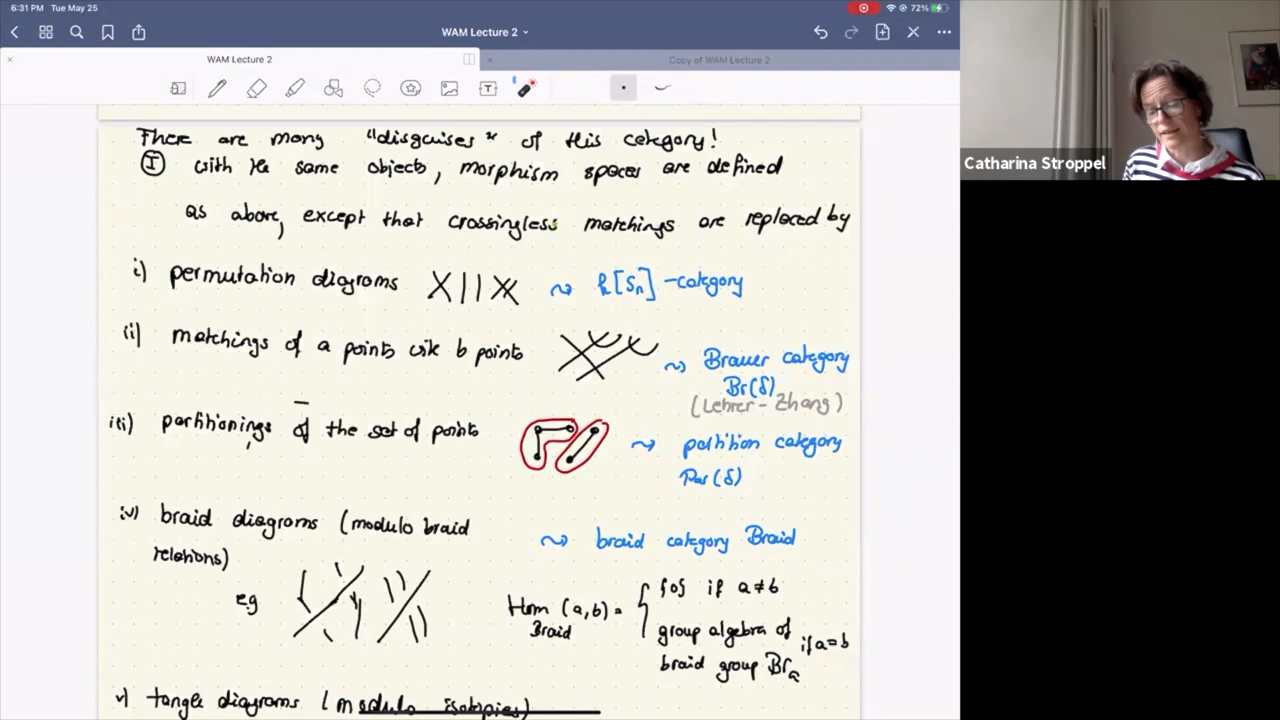 6:31 PM Tue May 25
72%
WAM Lecture 2
WAM Lecture 2
Copy of WAM Lecture 2
Catharina Stroppel
There are many "disguises" of this category!
I with the same objects, morphism spaces are defined
as above, except that crossingless matchings are replaced by
i) permutation diagrams ⇝ k[Sn]-category
ii) matchings of a points with b points ⇝ Brauer category
Br(δ)
(Lehrer-Zhang)
iii) partitionings of the set of points ⇝ partition category
Par(δ)
iv) braid diagrams (modulo braid
relations)
⇝ braid category Braid
e.g
Hom Braid (a,b) = { {0} if a≠b
group algebra of
braid group Br_a if a=b
v) tangle diagrams (modulo isotopies)